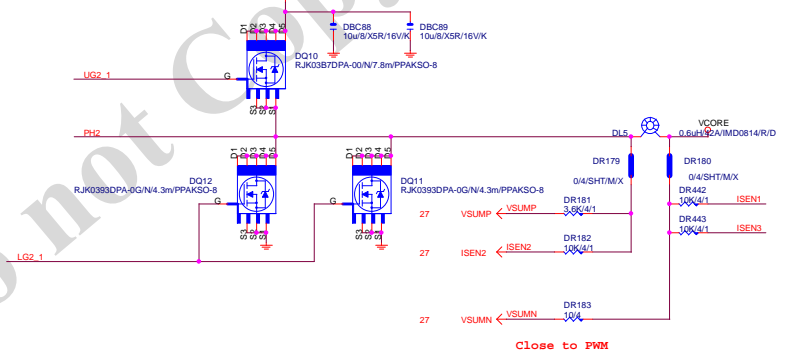 DBC88
10u/8/X5R/16V/K
DBC89
10u/8/X5R/16V/K
D1
D2
D3
D4
D5
DQ10
RJK03B7DPA-00/N/7.8m/PPAKSO-8
UG2_1
G
S3
S2
S1
PH2
DL5
VCORE
0.6uH/42A/IMD0814/R/D
D1
D2
D3
D4
D5
DQ12
RJK0393DPA-0G/N/4.3m/PPAKSO-8
G
S3
S2
S1
D1
D2
D3
D4
D5
DQ11
RJK0393DPA-0G/N/4.3m/PPAKSO-8
G
S3
S2
S1
DR179
0/4/SHT/M/X
DR180
0/4/SHT/M/X
DR442
10K/4/1
ISEN1
DR181
3.6K/4/1
27 VSUMP VSUMP
DR443
10K/4/1
ISEN3
DR182
10K/4/1
27 ISEN2 ISEN2
LG2_1
DR183
10/4
27 VSUMN VSUMN
Close to PWM
o not Copy